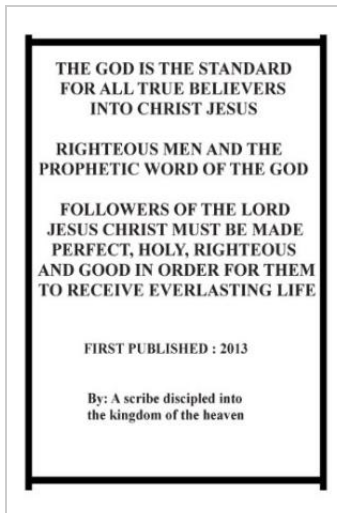 THE GOD IS THE STANDARD
FOR ALL TRUE BELIEVERS
INTO CHRIST JESUS
RIGHTEOUS MEN AND THE
PROPHETIC WORD OF THE GOD
FOLLOWERS OF THE LORD
JESUS CHRIST MUST BE MADE
PERFECT, HOLY, RIGHTEOUS
AND GOOD IN ORDER FOR THEM
TO RECEIVE EVERLASTING LIFE
FIRST PUBLISHED : 2013
By: A scribe discipled into
the kingdom of the heaven